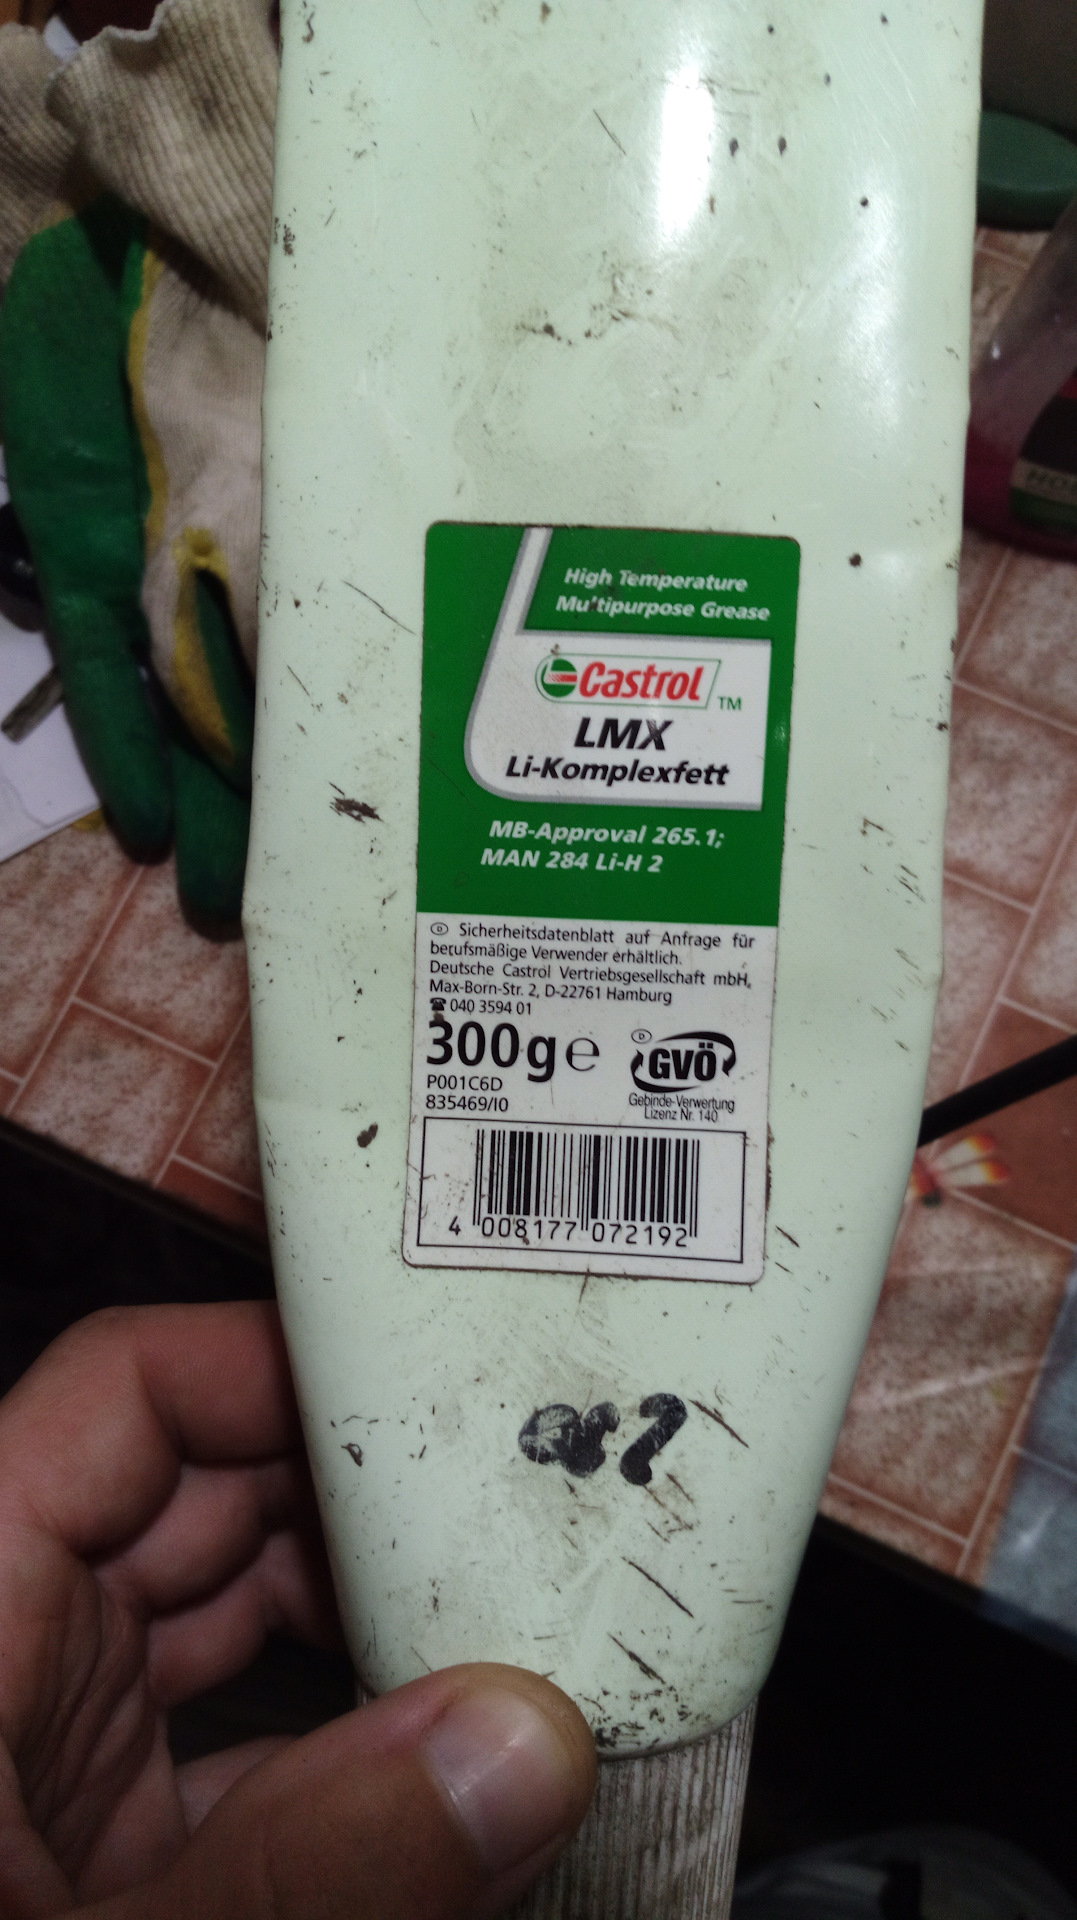 High Temperature
Multipurpose Grease
Castrol TM
LMX
Li-Komplexfett
MB-Approval 265.1;
MAN 284 Li-H 2
D Sicherheitsdatenblatt auf Anfrage für
berufsmäßige Verwender erhältlich.
Deutsche Castrol Vertriebsgesellschaft mbH,
Max-Born-Str. 2, D-22761 Hamburg
☎ 040 3594 01
300g ℮
P001C6D
835469/I0
D
GVÖ
Gebinde-Verwertung
Lizenz Nr. 140
4 008177 072192